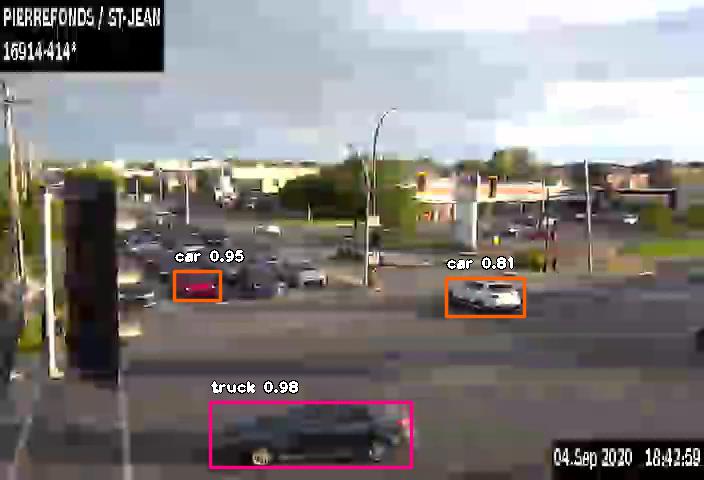 PIERREFONDS / ST-JEAN
16914-414*
car 0.95
car 0.81
truck 0.98
04.Sep 2020 18:42:59